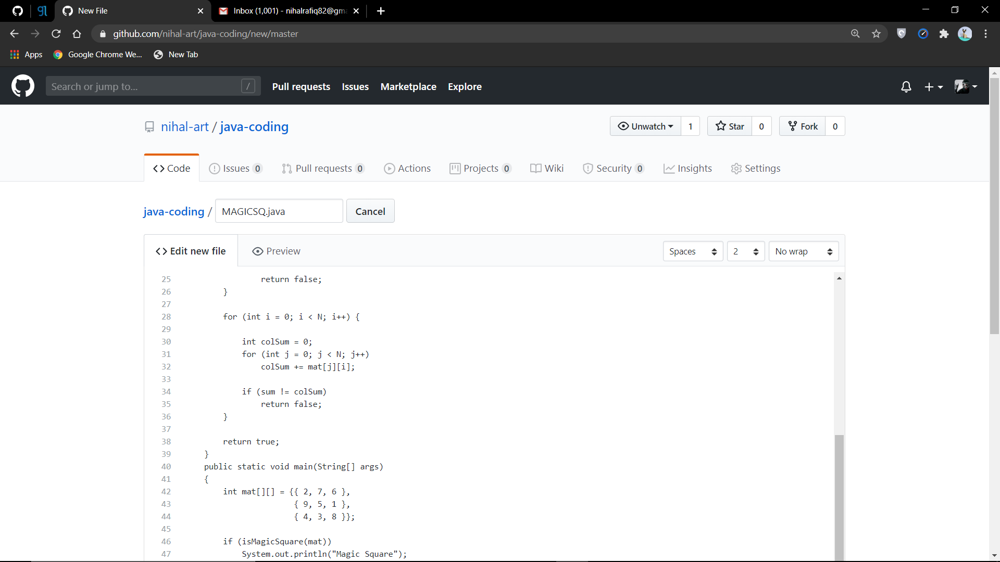 gl
New File
Inbox (1,001) - nihalrafiq82@gm
github.com/nihal-art/java-coding/new/master
Apps
Google Chrome We...
New Tab
Search or jump to...
/
Pull requests
Issues
Marketplace
Explore
nihal-art / java-coding
Unwatch 1
Star 0
Fork 0
Code
Issues 0
Pull requests 0
Actions
Projects 0
Wiki
Security 0
Insights
Settings
java-coding / MAGICSQ.java Cancel
Edit new file
Preview
Spaces
2
No wrap
25 return false;
26 }
27
28 for (int i = 0; i < N; i++) {
29
30 int colSum = 0;
31 for (int j = 0; j < N; j++)
32 colSum += mat[j][i];
33
34 if (sum != colSum)
35 return false;
36 }
37
38 return true;
39 }
40 public static void main(String[] args)
41 {
42 int mat[][] = {{ 2, 7, 6 },
43 { 9, 5, 1 },
44 { 4, 3, 8 }};
45
46 if (isMagicSquare(mat))
47 System.out.println("Magic Square");